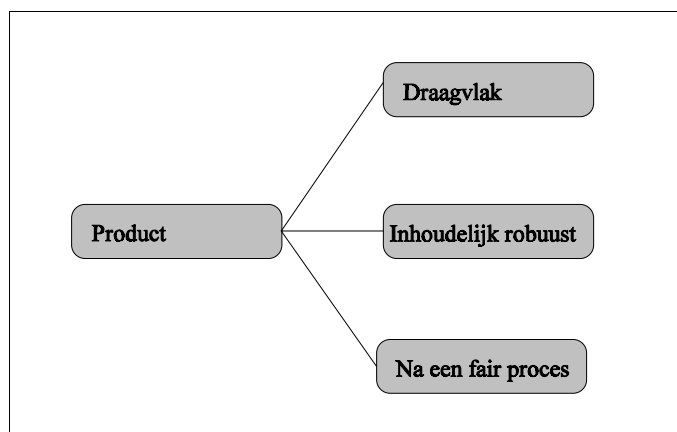 Draagvlak
Product
Inhoudelijk robuust
Na een fair proces